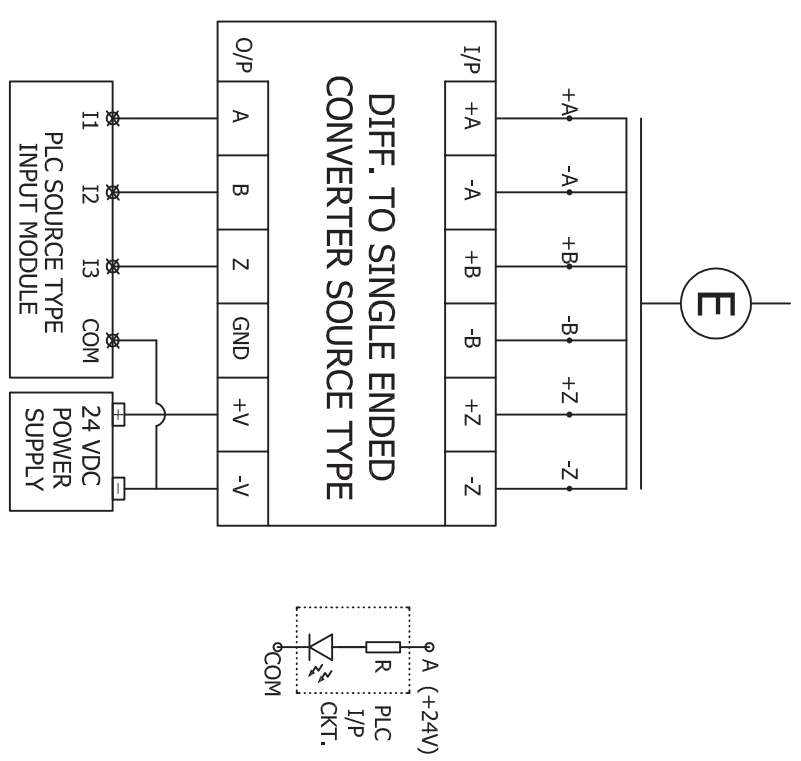 E
+A -A +B -B +Z -Z
I/P +A -A +B -B +Z -Z
DIFF. TO SINGLE ENDED
CONVERTER SOURCE TYPE
O/P A B Z GND +V -V
I1 I2 I3 COM
PLC SOURCE TYPE
INPUT MODULE
+ −
24 VDC
POWER
SUPPLY
A (+24V)
R
PLC
I/P
CKT.
COM